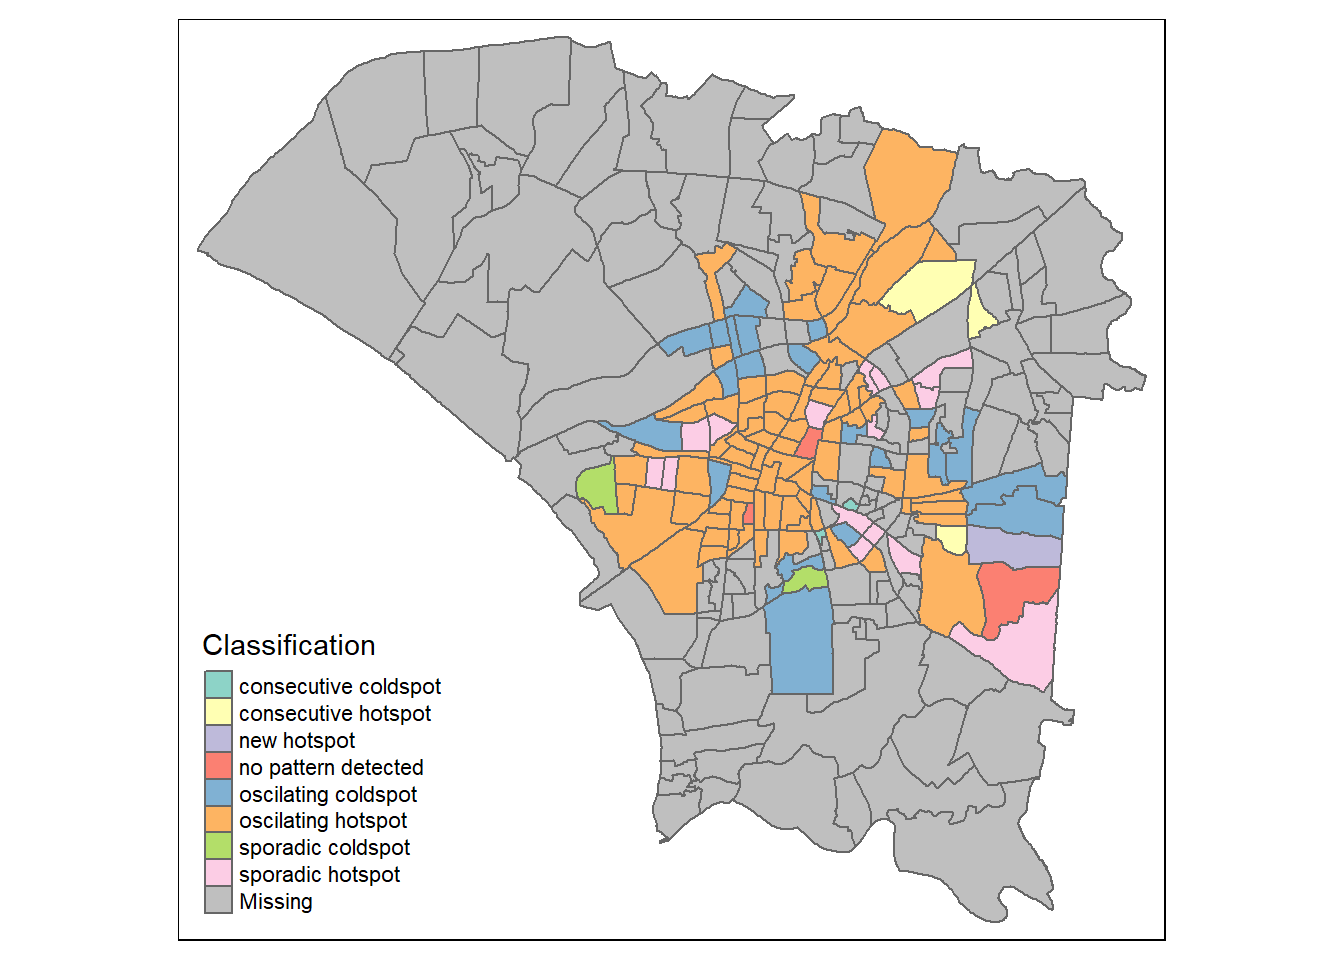 Classification
consecutive coldspot
consecutive hotspot
new hotspot
no pattern detected
oscilating coldspot
oscilating hotspot
sporadic coldspot
sporadic hotspot
Missing